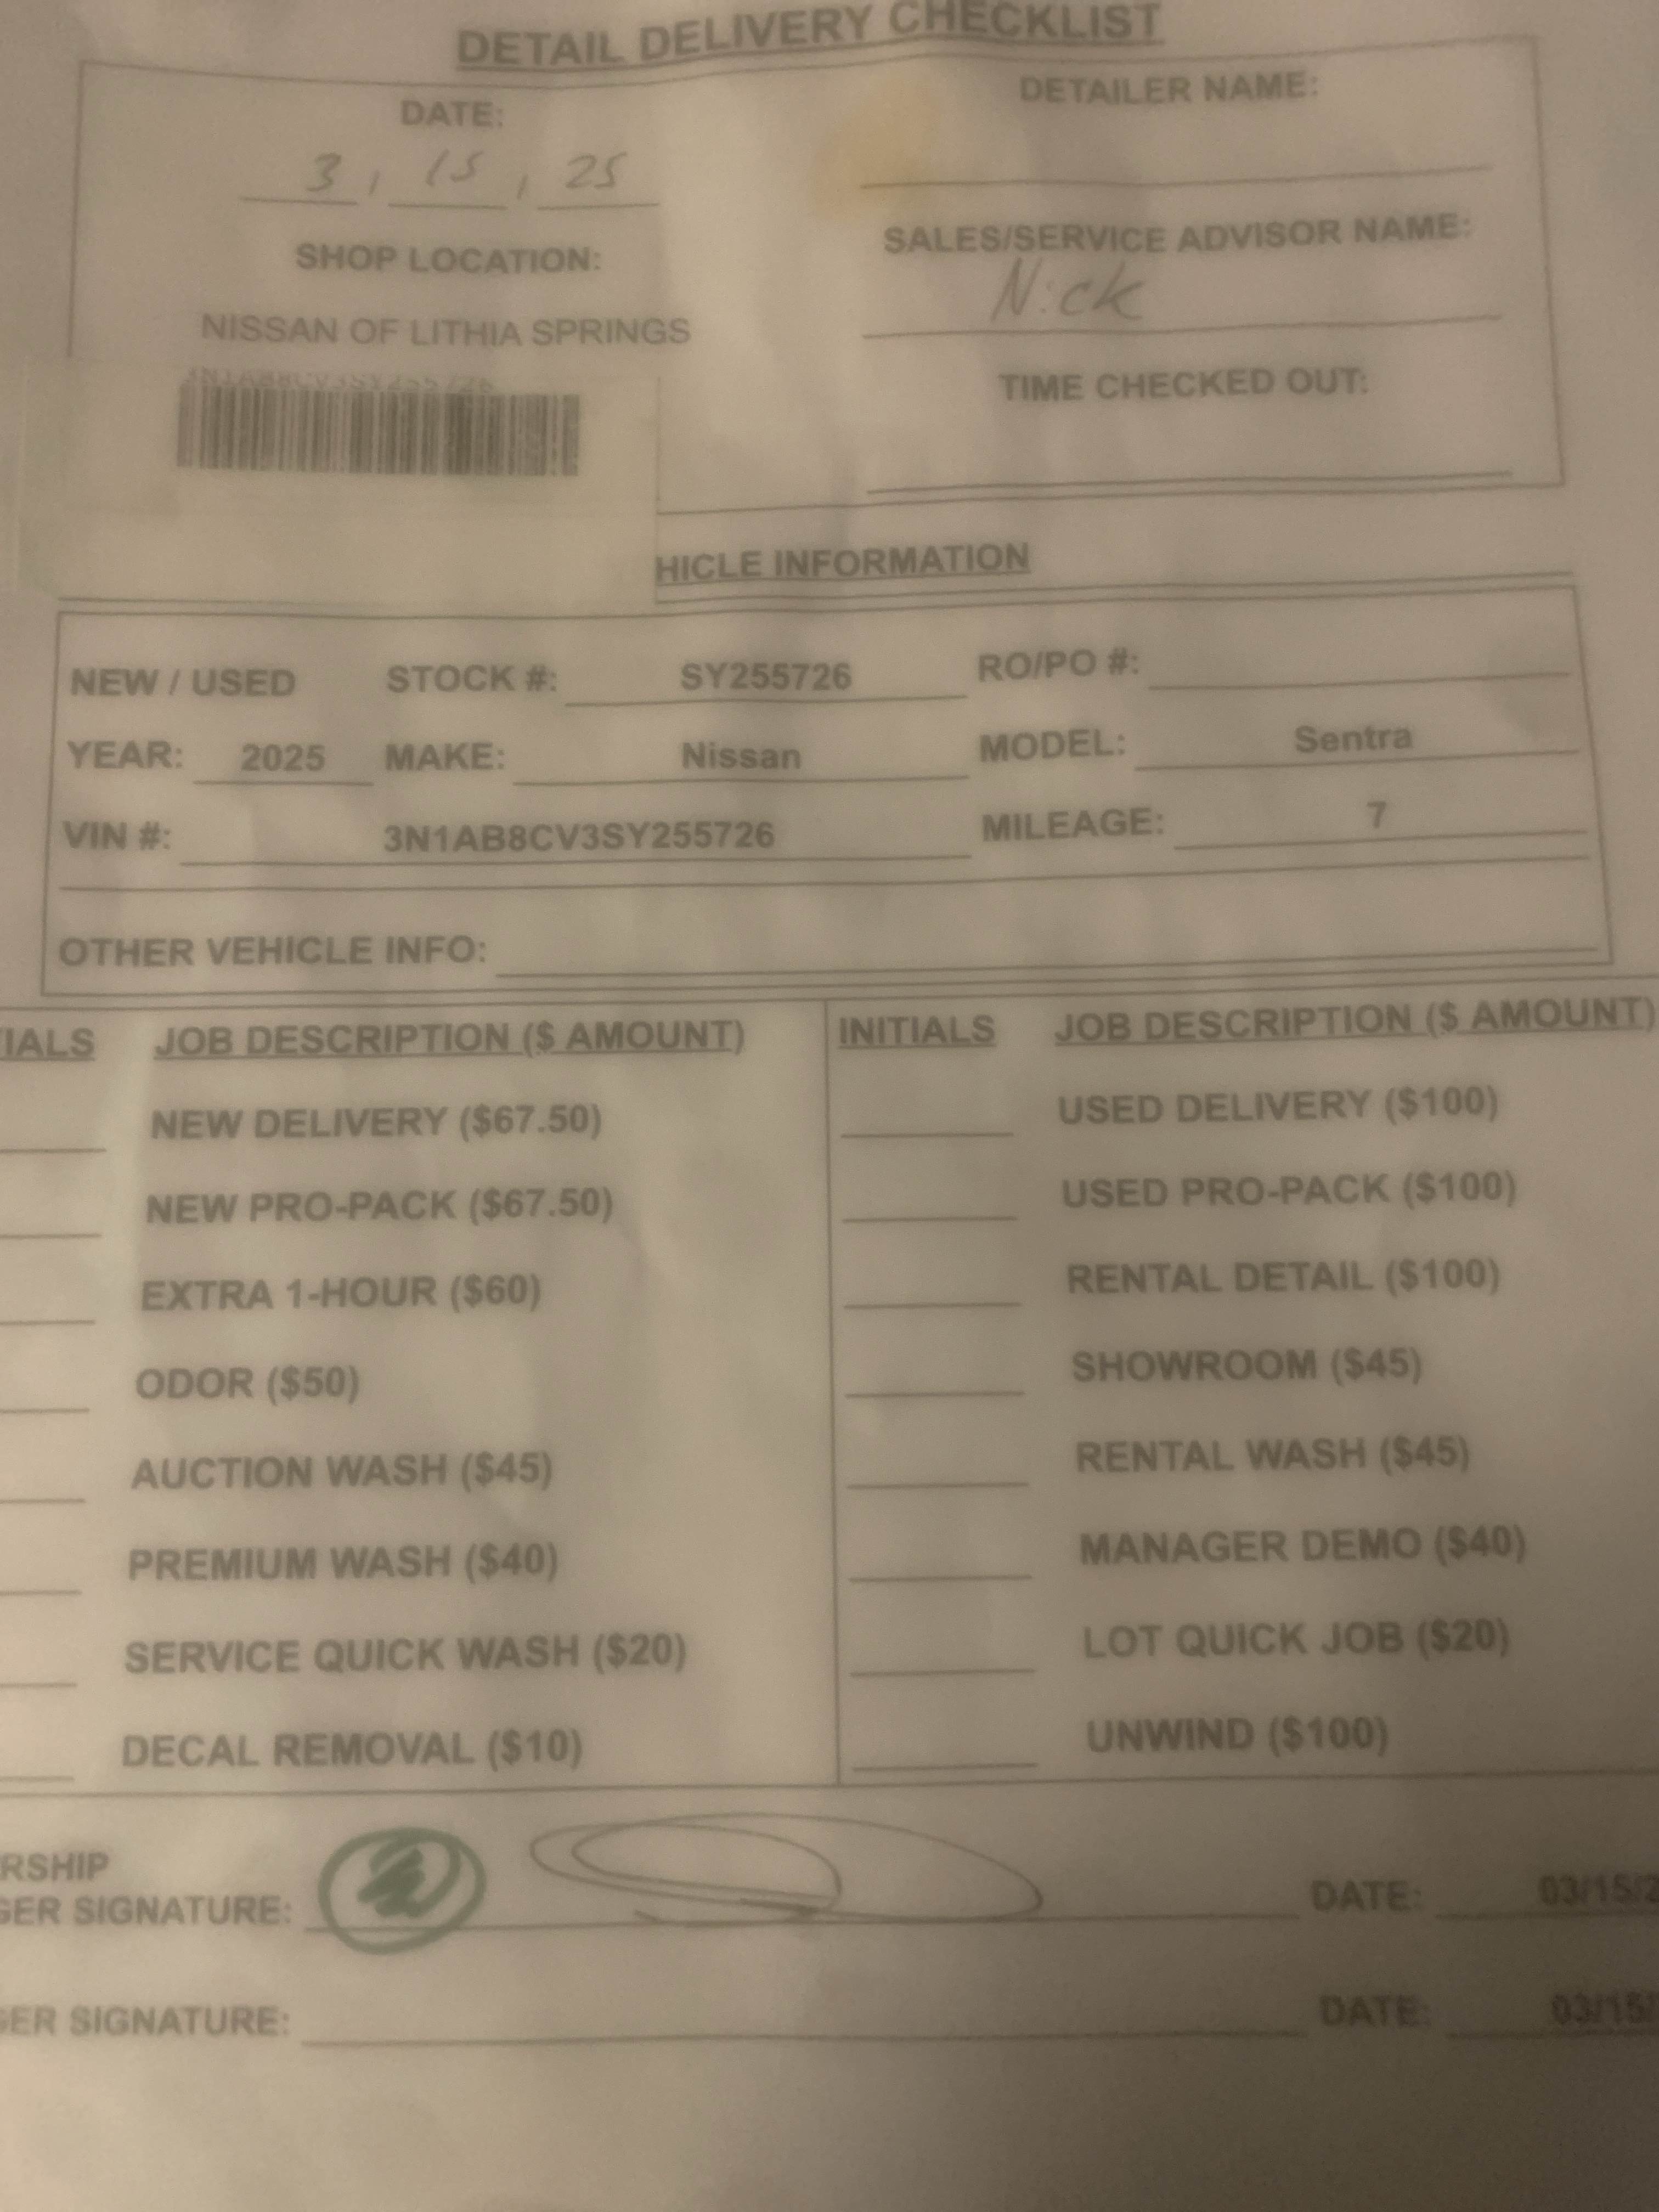 DETAIL DELIVERY CHECKLIST
DATE:
3 / 15 / 25
DETAILER NAME:
SHOP LOCATION:
NISSAN OF LITHIA SPRINGS
SALES/SERVICE ADVISOR NAME:
Nick
TIME CHECKED OUT:
HICLE INFORMATION
NEW / USED STOCK #: SY255726 RO/PO #:
YEAR: 2025 MAKE: Nissan MODEL: Sentra
VIN #: 3N1AB8CV3SY255726 MILEAGE: 7
OTHER VEHICLE INFO:
IALS JOB DESCRIPTION ($ AMOUNT) INITIALS JOB DESCRIPTION ($ AMOUNT)
NEW DELIVERY ($67.50) USED DELIVERY ($100)
NEW PRO-PACK ($67.50) USED PRO-PACK ($100)
EXTRA 1-HOUR ($60) RENTAL DETAIL ($100)
ODOR ($50) SHOWROOM ($45)
AUCTION WASH ($45) RENTAL WASH ($45)
PREMIUM WASH ($40) MANAGER DEMO ($40)
SERVICE QUICK WASH ($20) LOT QUICK JOB ($20)
DECAL REMOVAL ($10) UNWIND ($100)
RSHIP
GER SIGNATURE: DATE: 03/15/2
GER SIGNATURE: DATE: 03/15/